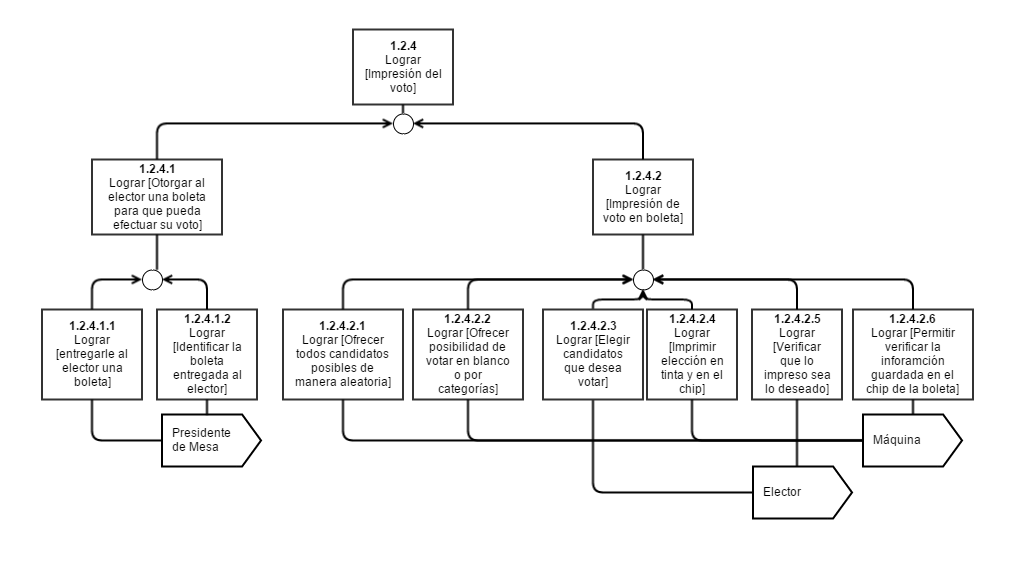 1.2.4
Lograr
[Impresión del
voto]
1.2.4.1
Lograr [Otorgar al
elector una boleta
para que pueda
efectuar su voto]
1.2.4.2
Lograr
[Impresión de
voto en boleta]
1.2.4.1.1
Lograr
[entregarle al
elector una
boleta]
1.2.4.1.2
Lograr
[Identificar la
boleta
entregada al
elector]
1.2.4.2.1
Lograr [Ofrecer
todos candidatos
posibles de
manera aleatoria]
1.2.4.2.2
Lograr [Ofrecer
posibilidad de
votar en blanco
o por
categorías]
1.2.4.2.3
Lograr [Elegir
candidatos
que desea
votar]
1.2.4.2.4
Lograr
[Imprimir
elección en
tinta y en el
chip]
1.2.4.2.5
Lograr
[Verificar
que lo
impreso sea
lo deseado]
1.2.4.2.6
Lograr [Permitir
verificar la
inforamción
guardada en el
chip de la boleta]
Presidente
de Mesa
Máquina
Elector